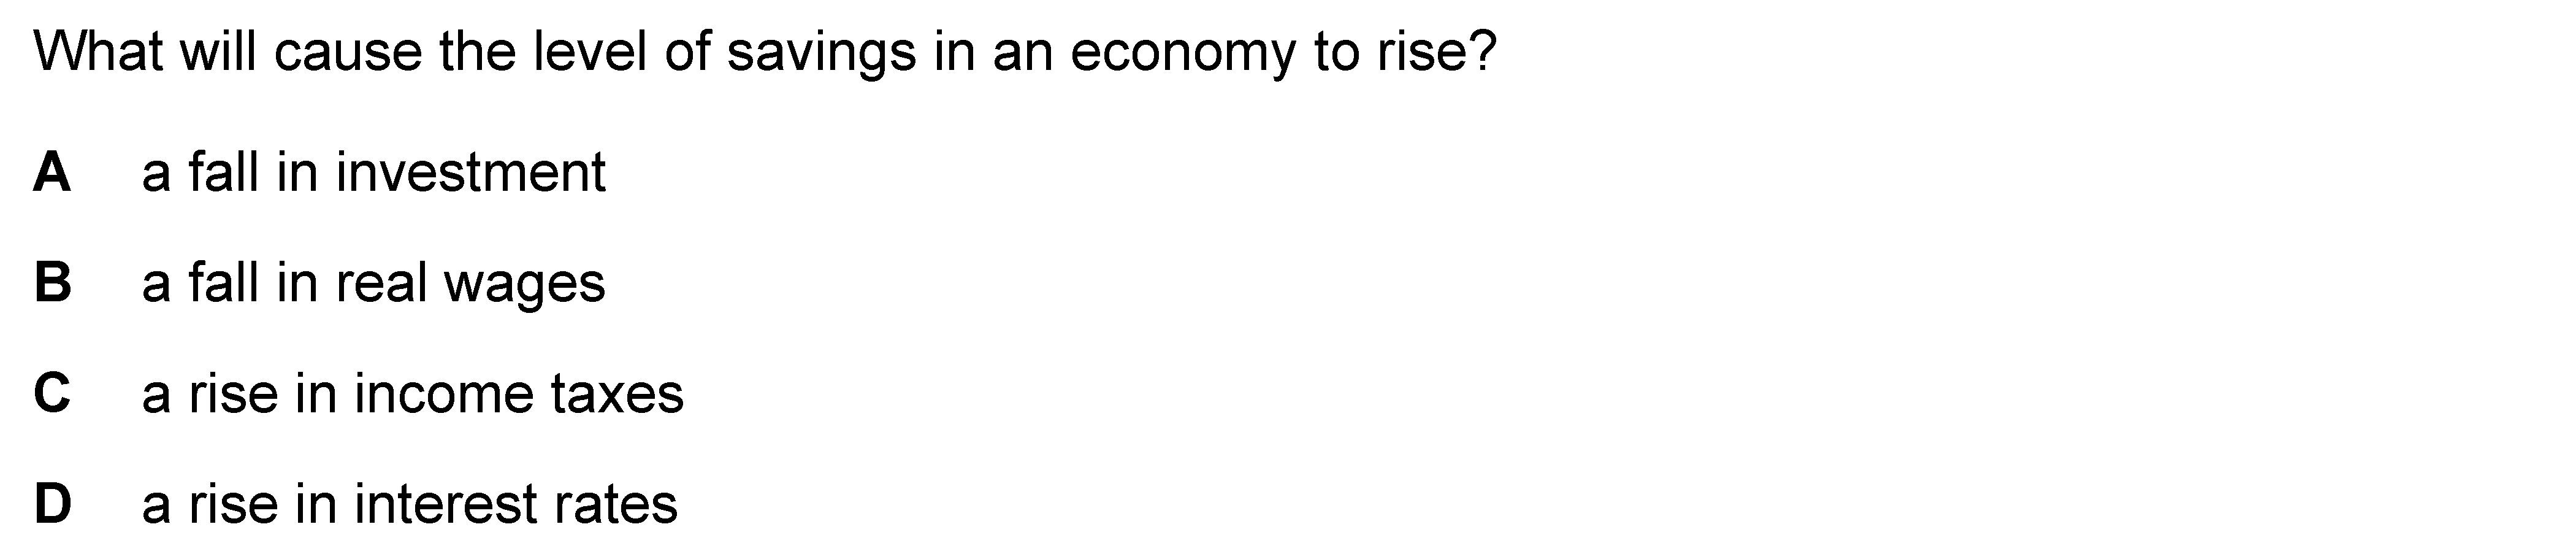 What will cause the level of savings in an economy to rise?
A a fall in investment
B a fall in real wages
C a rise in income taxes
D a rise in interest rates